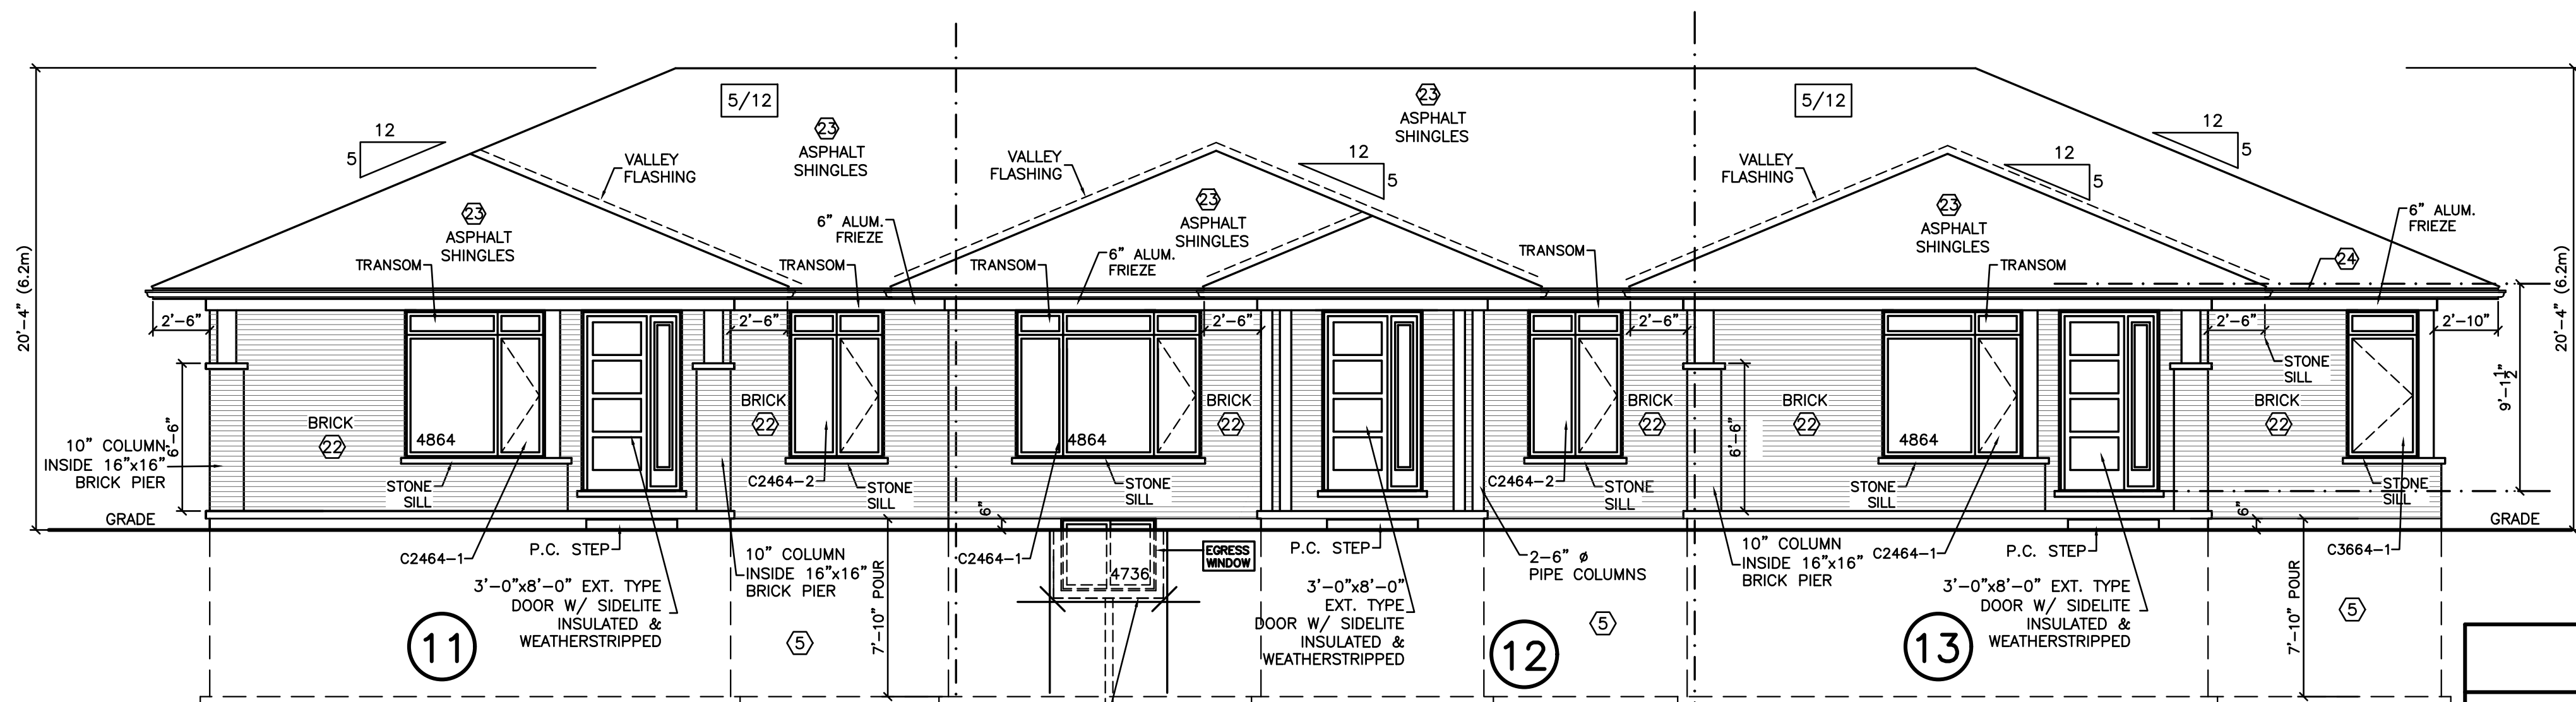 5/12
5/12
23
ASPHALT
SHINGLES
12
5
23
ASPHALT
SHINGLES
12
5
VALLEY
FLASHING
VALLEY
FLASHING
12
5
VALLEY
FLASHING
12
5
23
ASPHALT
SHINGLES
23
ASPHALT
SHINGLES
23
ASPHALT
SHINGLES
6" ALUM.
FRIEZE
6" ALUM.
FRIEZE
6" ALUM.
FRIEZE
20'-4" (6.2m)
TRANSOM
TRANSOM
TRANSOM
TRANSOM
TRANSOM
24
20'-4" (6.2m)
2'-6"
2'-6"
2'-6"
2'-6"
2'-6"
2'-10"
STONE
SILL
9'-1 1/2"
BRICK
22
BRICK
22
BRICK
22
BRICK
22
BRICK
22
BRICK
22
4864
4864
4864
6'-6"
6'-6"
10" COLUMN
INSIDE 16"x16"
BRICK PIER
STONE
SILL
C2464-2
STONE
SILL
STONE
SILL
C2464-2
STONE
SILL
STONE
SILL
STONE
SILL
GRADE
6"
6"
GRADE
C2464-1
P.C. STEP
10" COLUMN
INSIDE 16"x16"
BRICK PIER
C2464-1
EGRESS
WINDOW
4736
P.C. STEP
2-6" ø
PIPE COLUMNS
10" COLUMN
INSIDE 16"x16"
BRICK PIER
C2464-1
P.C. STEP
C3664-1
3'-0"x8'-0" EXT. TYPE
DOOR W/ SIDELITE
INSULATED &
WEATHERSTRIPPED
3'-0"x8'-0"
EXT. TYPE
DOOR W/ SIDELITE
INSULATED &
WEATHERSTRIPPED
3'-0"x8'-0" EXT. TYPE
DOOR W/ SIDELITE
INSULATED &
WEATHERSTRIPPED
7'-10" POUR
7'-10" POUR
11
5
12
5
13
5